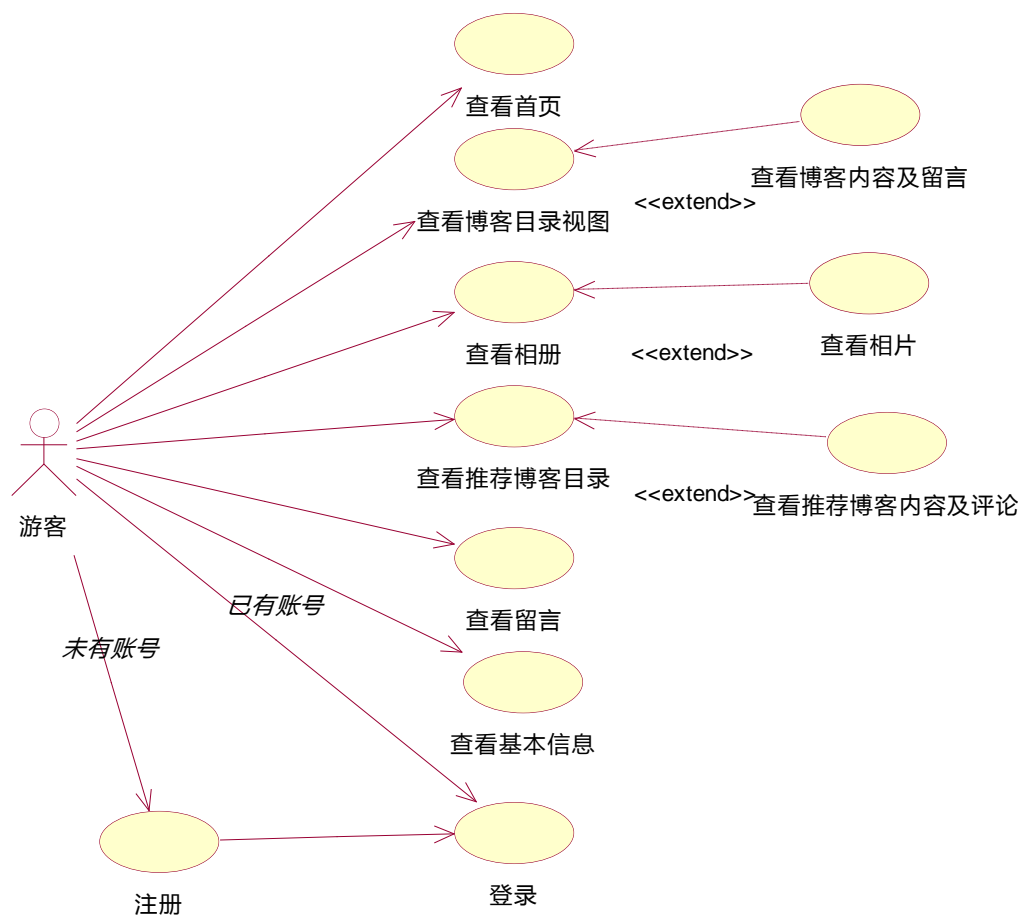 查看首页
查看博客内容及留言
<<extend>>
查看博客目录视图
查看相册
<<extend>>
查看相片
查看推荐博客目录
<<extend>>
查看推荐博客内容及评论
游客
已有账号
查看留言
未有账号
查看基本信息
注册
登录